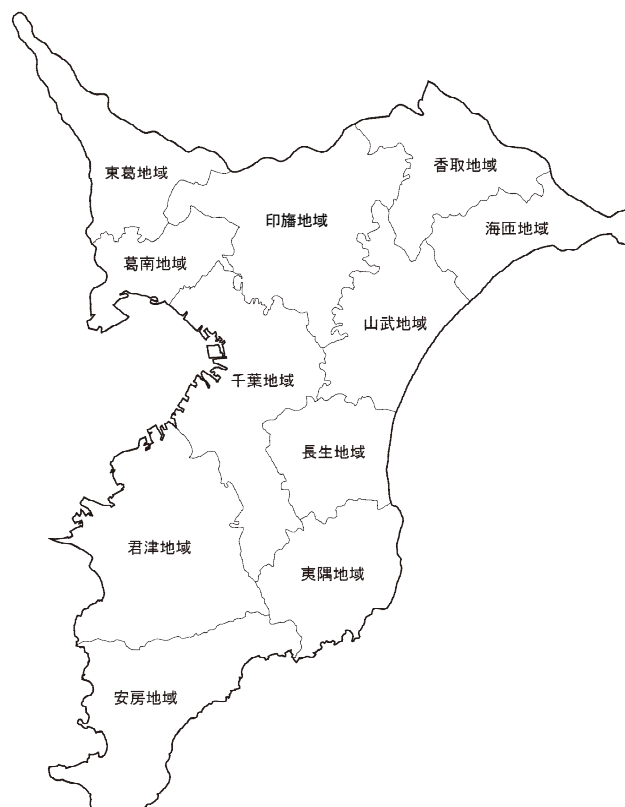 東葛地域
香取地域
印旛地域
海匝地域
葛南地域
山武地域
千葉地域
長生地域
君津地域
夷隅地域
安房地域